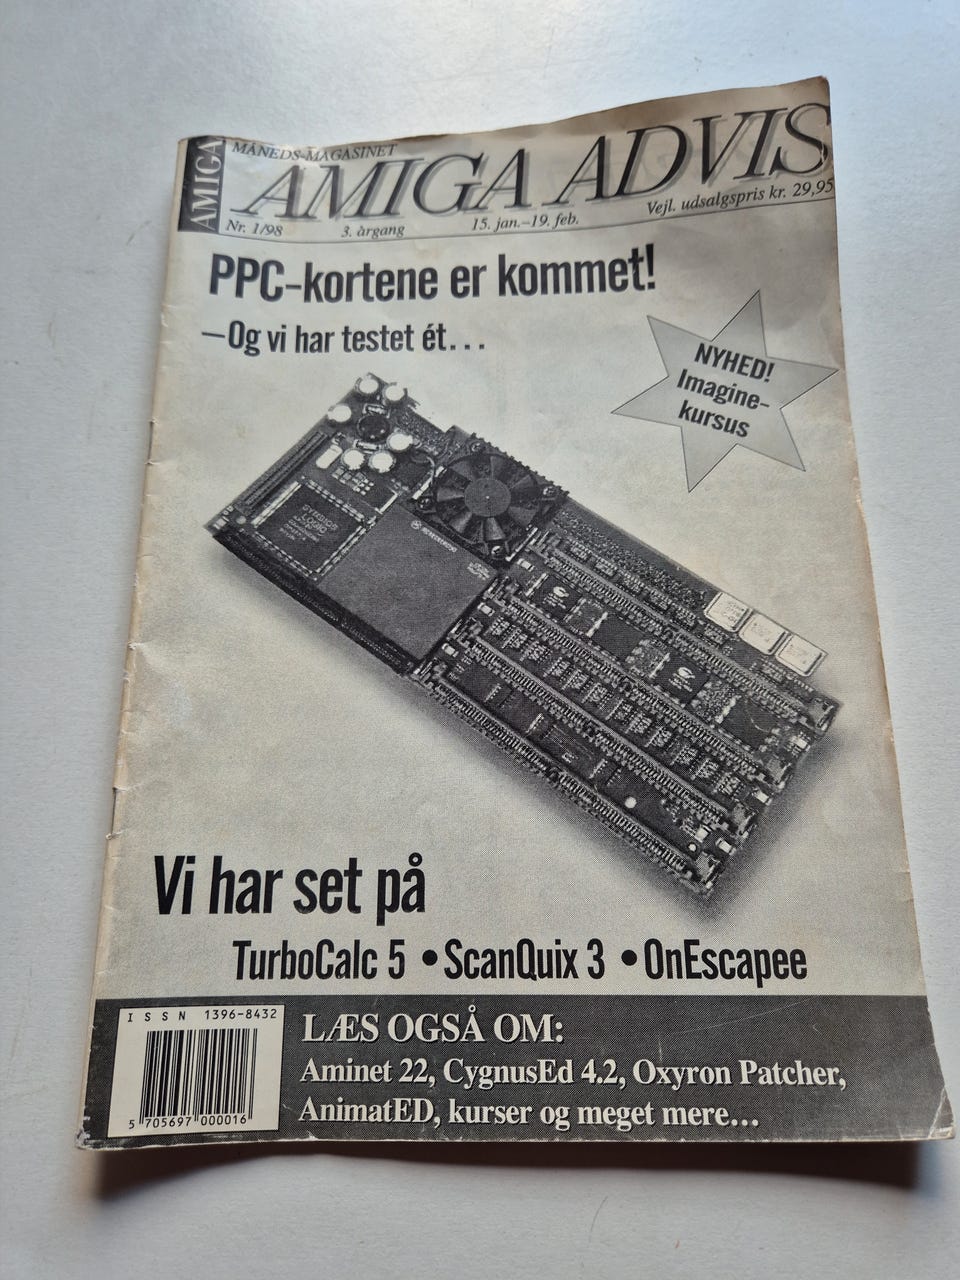 AMIGA
MÅNEDS-MAGASINET
AMIGA ADVIS
Nr. 1/98 3. årgang 15. jan.–19. feb. Vejl. udsalgspris kr. 29,95
PPC-kortene er kommet!
–Og vi har testet ét...
NYHED!
Imagine-
kursus
SYMBIOS
LOGIC
MOTOROLA
Vi har set på
TurboCalc 5 • ScanQuix 3 • OnEscapee
ISSN 1396-8432
5 705697 000016
LÆS OGSÅ OM:
Aminet 22, CygnusEd 4.2, Oxyron Patcher,
AnimatED, kurser og meget mere...